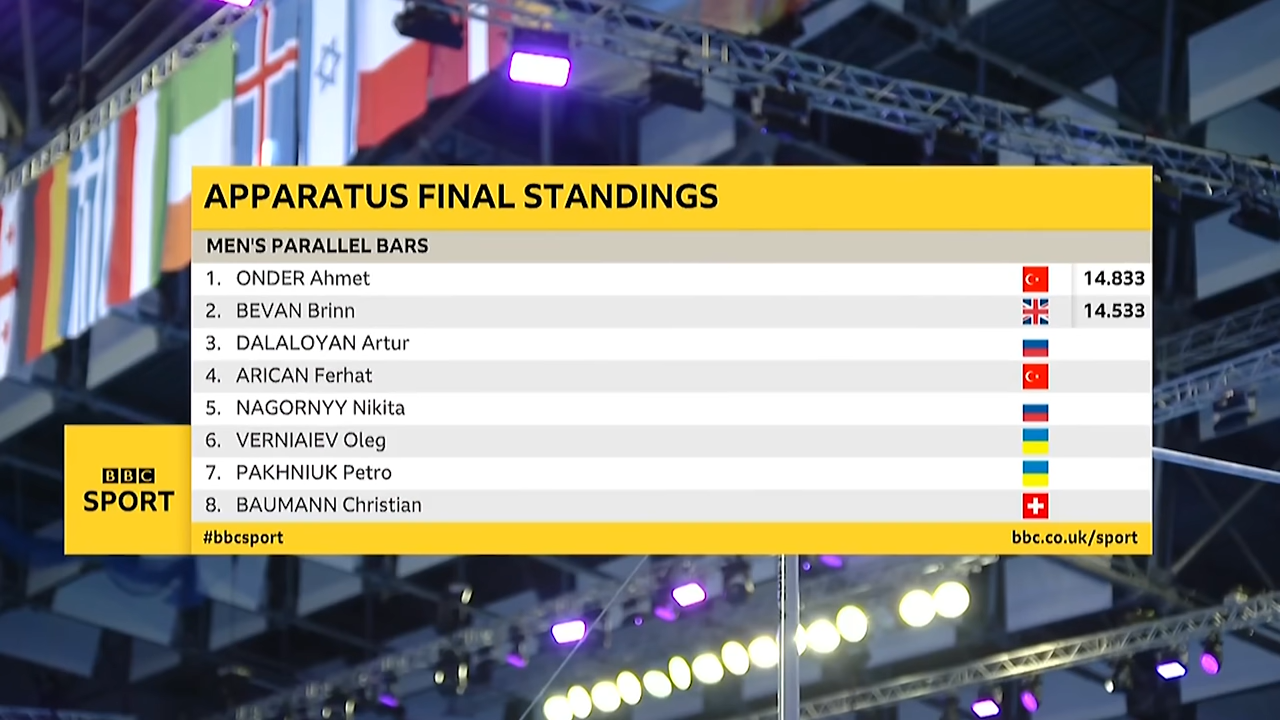 APPARATUS FINAL STANDINGS
MEN'S PARALLEL BARS
1. ONDER Ahmet 14.833
2. BEVAN Brinn 14.533
3. DALALOYAN Artur
4. ARICAN Ferhat
5. NAGORNYY Nikita
6. VERNIAIEV Oleg
7. PAKHNIUK Petro
8. BAUMANN Christian
BBC
SPORT
#bbcsport bbc.co.uk/sport